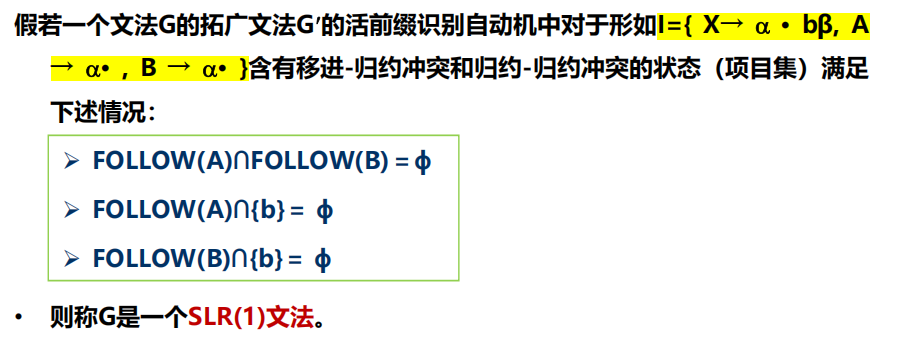 假若一个文法G的拓广文法G′的活前缀识别自动机中对于形如I={ X→ α • bβ, A
→ α• , B → α• }含有移进-归约冲突和归约-归约冲突的状态（项目集）满足
下述情况：
➢ FOLLOW(A)∩FOLLOW(B) = ϕ
➢ FOLLOW(A)∩{b} = ϕ
➢ FOLLOW(B)∩{b} = ϕ
• 则称G是一个SLR(1)文法。